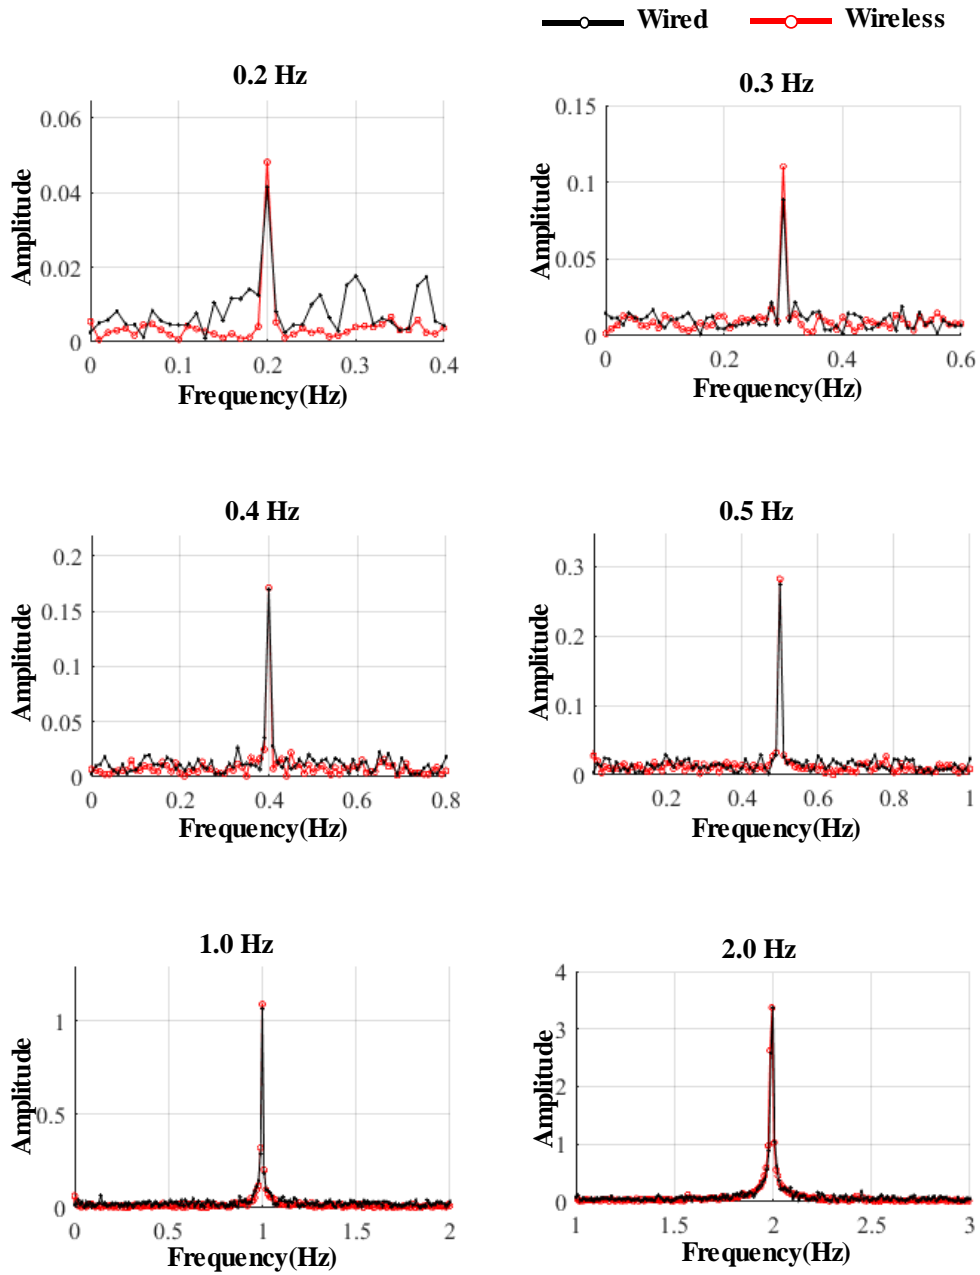 Wired Wireless
0.2 Hz
0.06
0.04
0.02
0
Amplitude
0 0.1 0.2 0.3 0.4
Frequency(Hz)
0.3 Hz
0.15
0.1
0.05
0
Amplitude
0 0.2 0.4 0.6
Frequency(Hz)
0.4 Hz
0.2
0.15
0.1
0.05
0
Amplitude
0 0.2 0.4 0.6 0.8
Frequency(Hz)
0.5 Hz
0.3
0.2
0.1
0
Amplitude
0.2 0.4 0.6 0.8 1
Frequency(Hz)
1.0 Hz
1
0.5
0
Amplitude
0 0.5 1 1.5 2
Frequency(Hz)
2.0 Hz
4
3
2
1
0
Amplitude
1 1.5 2 2.5 3
Frequency(Hz)